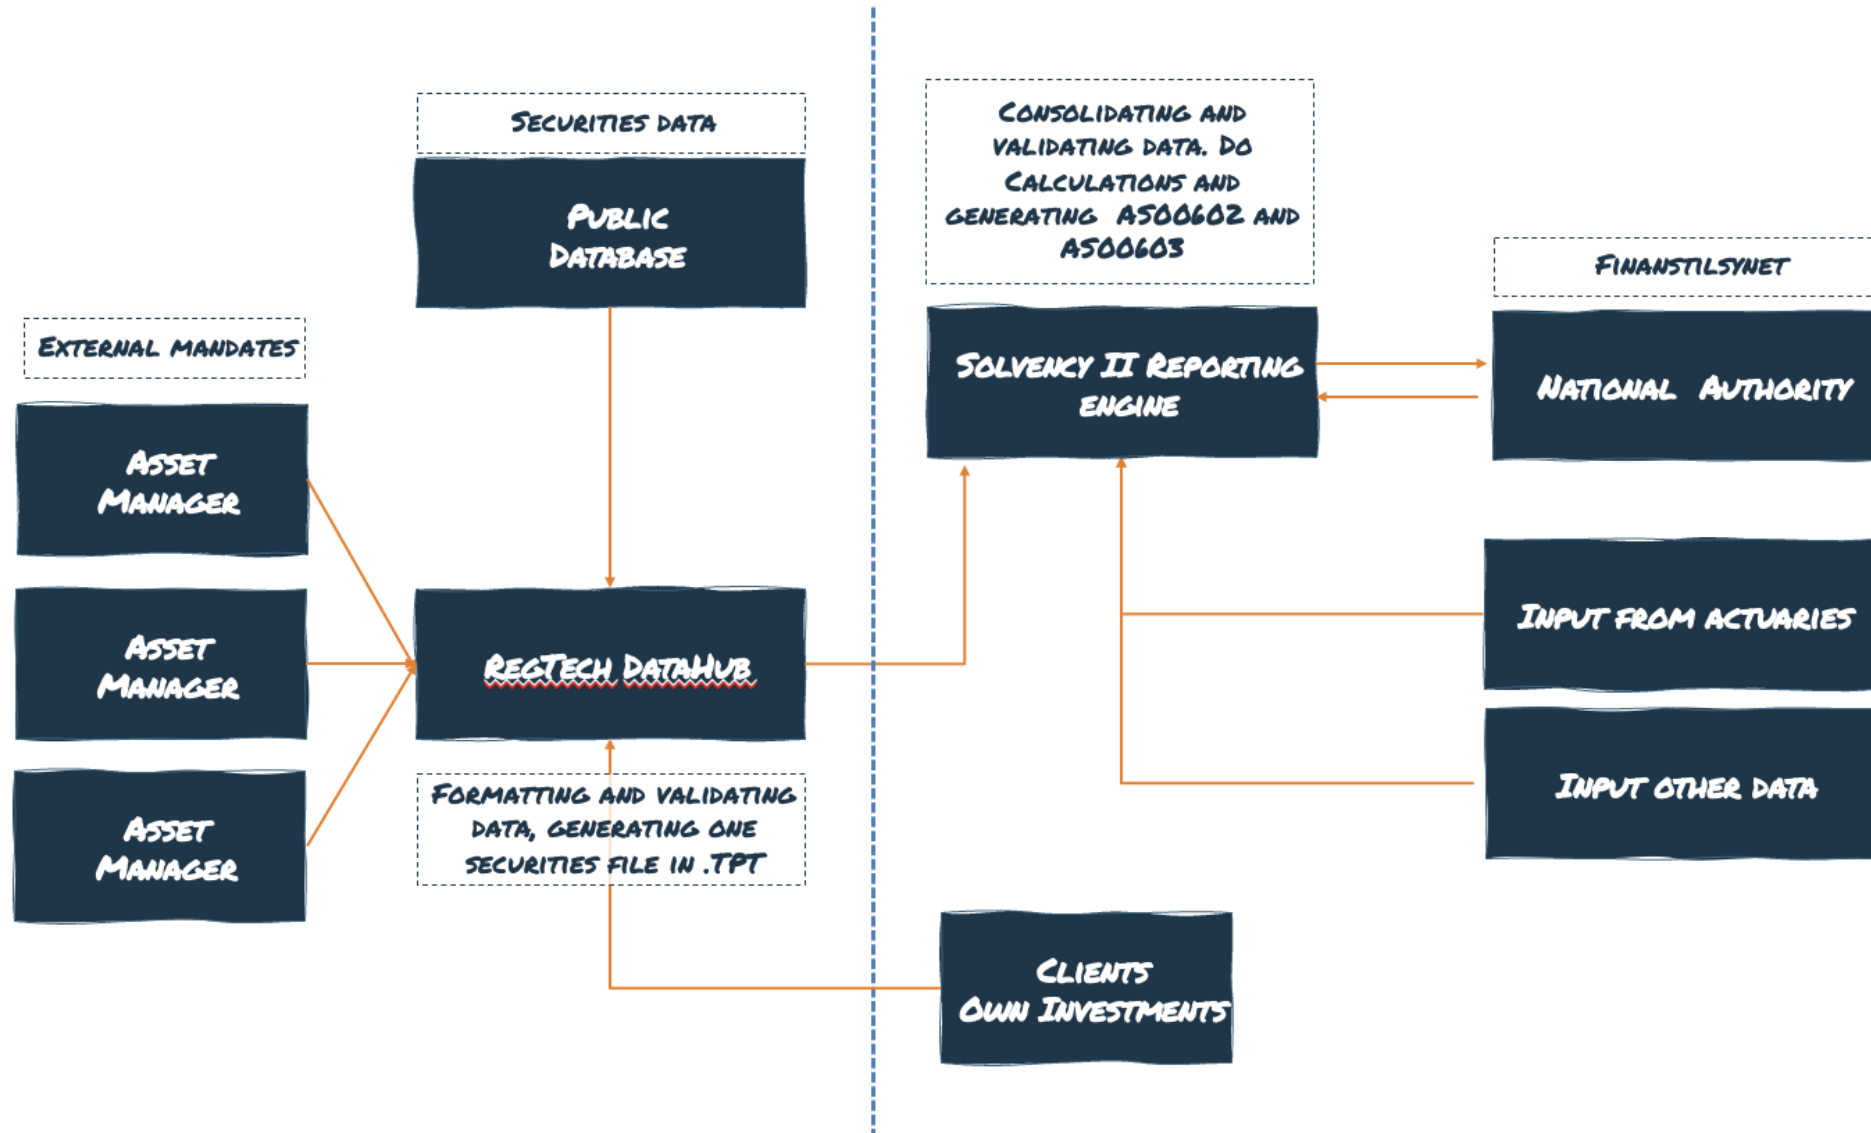 Securities data
Public
Database
External mandates
Asset
Manager
Asset
Manager
Asset
Manager
RegTech DataHub
Formatting and validating
data, generating one
securities file in .TPT
Consolidating and
validating data. Do
Calculations and
generating AS00602 and
AS00603
Solvency II Reporting
engine
Finanstilsynet
National Authority
Input from actuaries
Input other data
Clients
Own Investments